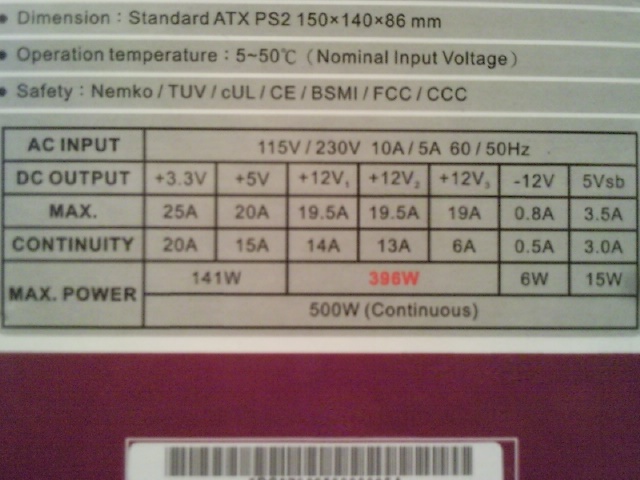 • Dimension : Standard ATX PS2 150×140×86 mm
• Operation temperature : 5~50℃ (Nominal Input Voltage)
• Safety : Nemko / TUV / cUL / CE / BSMI / FCC / CCC
AC INPUT 115V / 230V 10A / 5A 60 / 50Hz
DC OUTPUT +3.3V +5V +12V₁ +12V₂ +12V₃ -12V 5Vsb
MAX. 25A 20A 19.5A 19.5A 19A 0.8A 3.5A
CONTINUITY 20A 15A 14A 13A 6A 0.5A 3.0A
MAX. POWER 141W 396W 6W 15W
500W (Continuous)